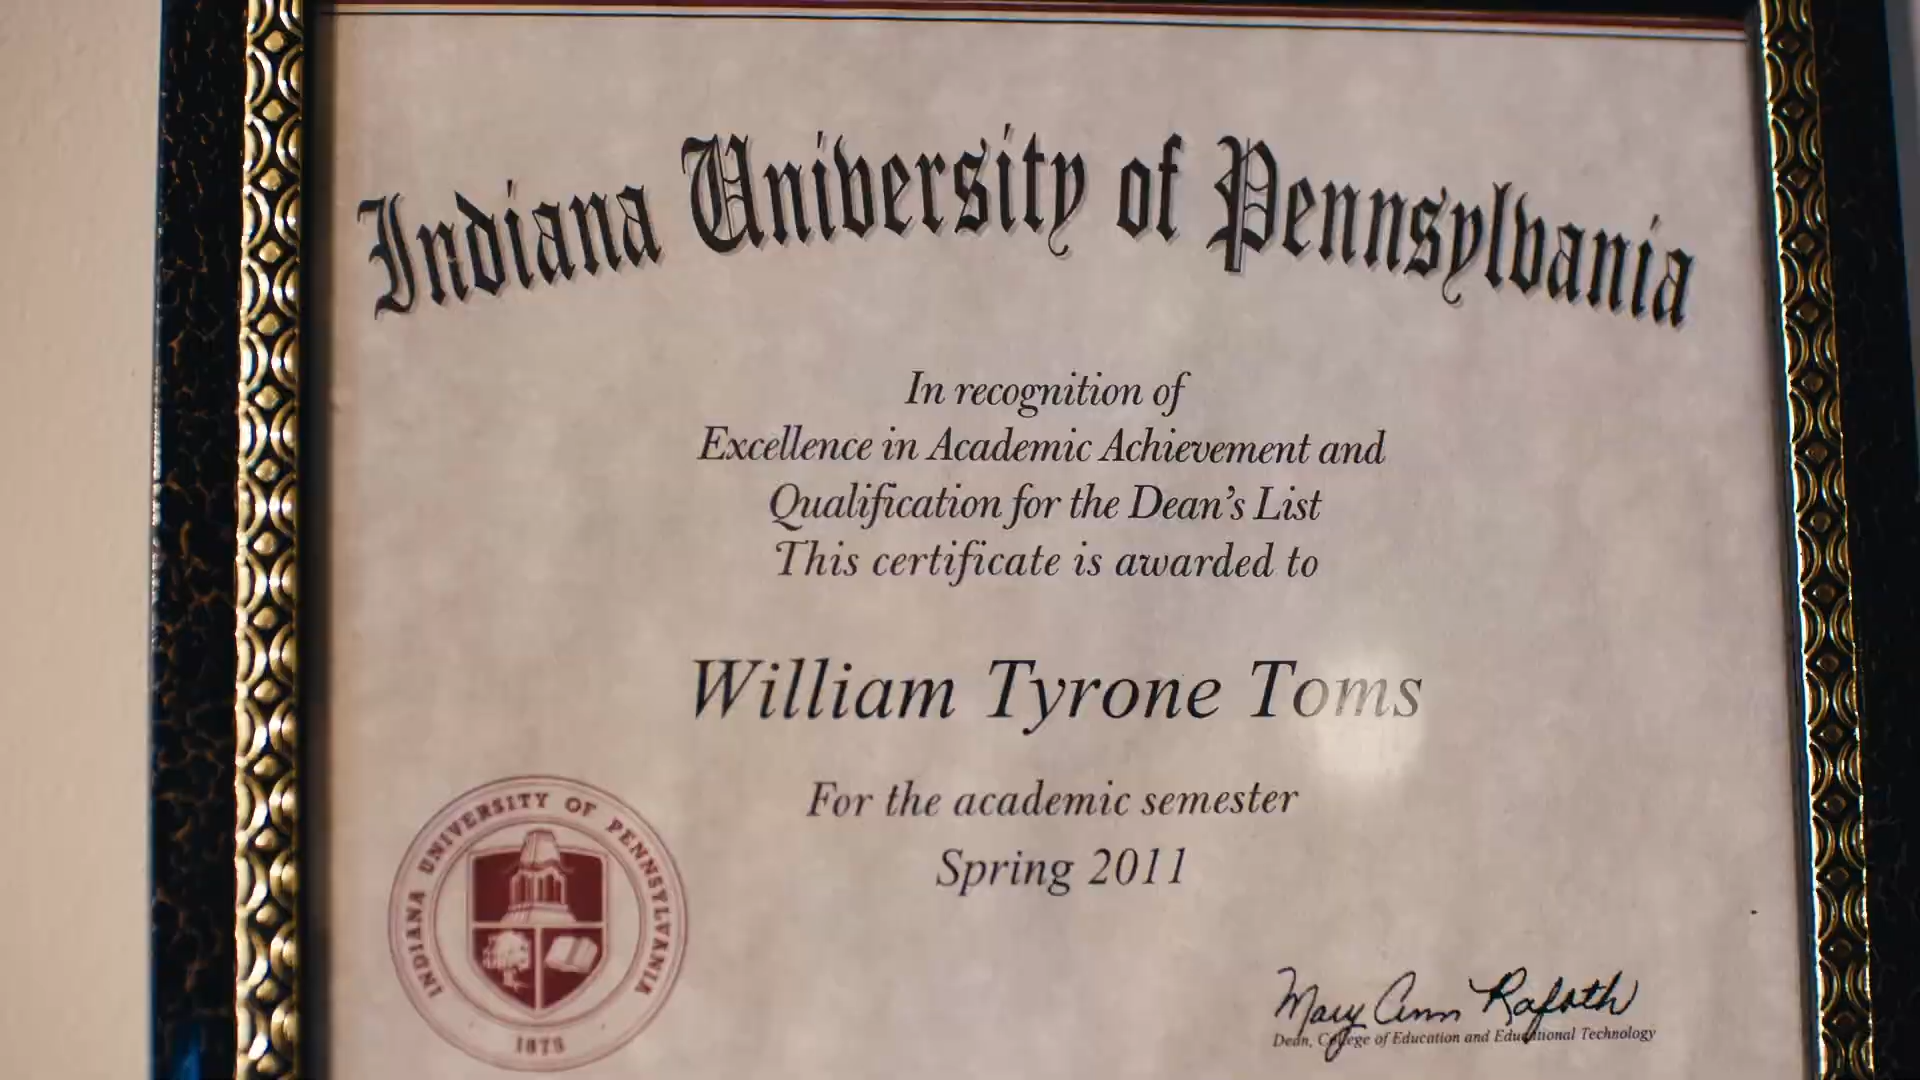 Indiana University of Pennsylvania
In recognition of
Excellence in Academic Achievement and
Qualification for the Dean's List
This certificate is awarded to
William Tyrone Toms
For the academic semester
Spring 2011
INDIANA UNIVERSITY OF PENNSYLVANIA
1875
Mary Ann Rafoth
Dean, College of Education and Educational Technology